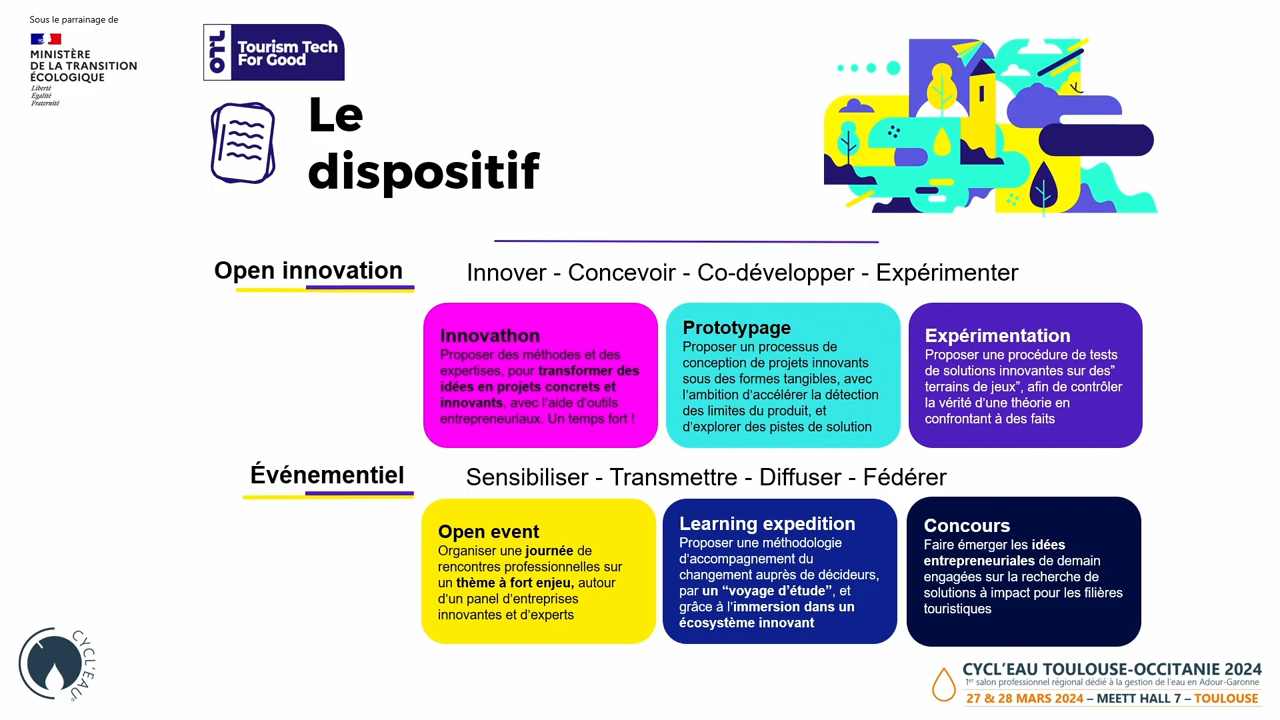 Sous le parrainage de
MINISTÈRE
DE LA TRANSITION
ÉCOLOGIQUE
Liberté
Égalité
Fraternité
OTL
Tourism Tech
For Good
Le
dispositif
Open innovation
Innover - Concevoir - Co-développer - Expérimenter
Innovathon
Proposer des méthodes et des
expertises, pour transformer des
idées en projets concrets et
innovants, avec l'aide d'outils
entrepreneuriaux. Un temps fort !
Prototypage
Proposer un processus de
conception de projets innovants
sous des formes tangibles, avec
l'ambition d'accélérer la détection
des limites du produit, et
d'explorer des pistes de solution
Expérimentation
Proposer une procédure de tests
de solutions innovantes sur des”
terrains de jeux”, afin de contrôler
la vérité d'une théorie en
confrontant à des faits
Événementiel
Sensibiliser - Transmettre - Diffuser - Fédérer
Open event
Organiser une journée de
rencontres professionnelles sur
un thème à fort enjeu, autour
d'un panel d'entreprises
innovantes et d'experts
Learning expedition
Proposer une méthodologie
d'accompagnement du
changement auprès de décideurs,
par un “voyage d'étude”, et
grâce à l'immersion dans un
écosystème innovant
Concours
Faire émerger les idées
entrepreneuriales de demain
engagées sur la recherche de
solutions à impact pour les filières
touristiques
CYCL'EAU®
CYCL'EAU TOULOUSE-OCCITANIE 2024
1er salon professionnel régional dédié à la gestion de l'eau en Adour-Garonne
27 & 28 MARS 2024 – MEETT HALL 7 – TOULOUSE